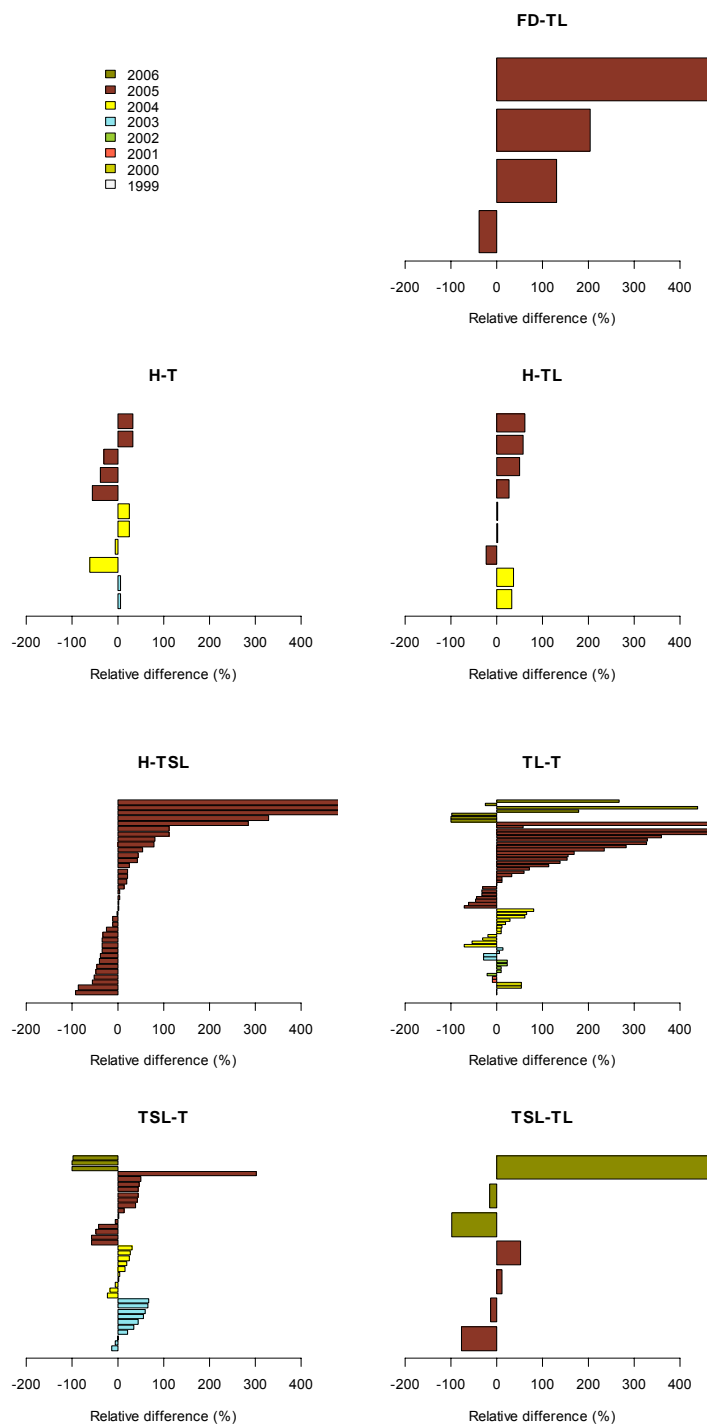 FD-TL
2006
2005
2004
2003
2002
2001
2000
1999
-200 -100 0 100 200 300 400
Relative difference (%)
H-T H-TL
-200 -100 0 100 200 300 400 -200 -100 0 100 200 300 400
Relative difference (%) Relative difference (%)
H-TSL TL-T
-200 -100 0 100 200 300 400 -200 -100 0 100 200 300 400
Relative difference (%) Relative difference (%)
TSL-T TSL-TL
-200 -100 0 100 200 300 400 -200 -100 0 100 200 300 400
Relative difference (%) Relative difference (%)